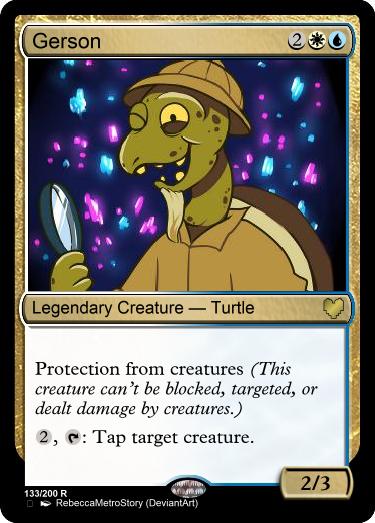 Gerson 2
Legendary Creature — Turtle
Protection from creatures (This
creature can't be blocked, targeted, or
dealt damage by creatures.)
2, : Tap target creature.
2/3
133/200 R
RebeccaMetroStory (DeviantArt)